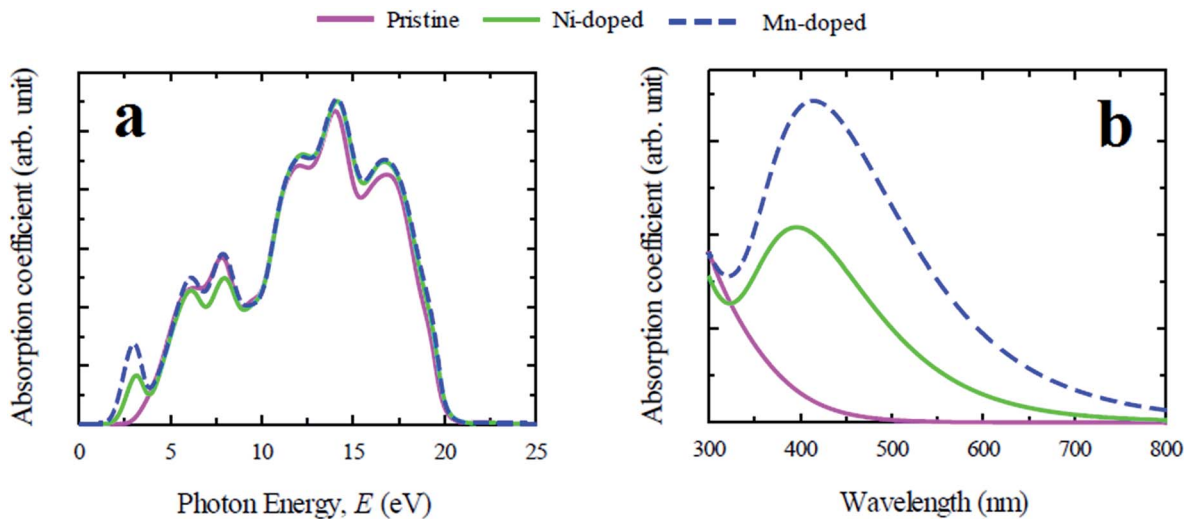 Pristine Ni-doped Mn-doped
a
Absorption coefficient (arb. unit)
0 5 10 15 20 25
Photon Energy, E (eV)
b
Absorption coefficient (arb. unit)
300 400 500 600 700 800
Wavelength (nm)